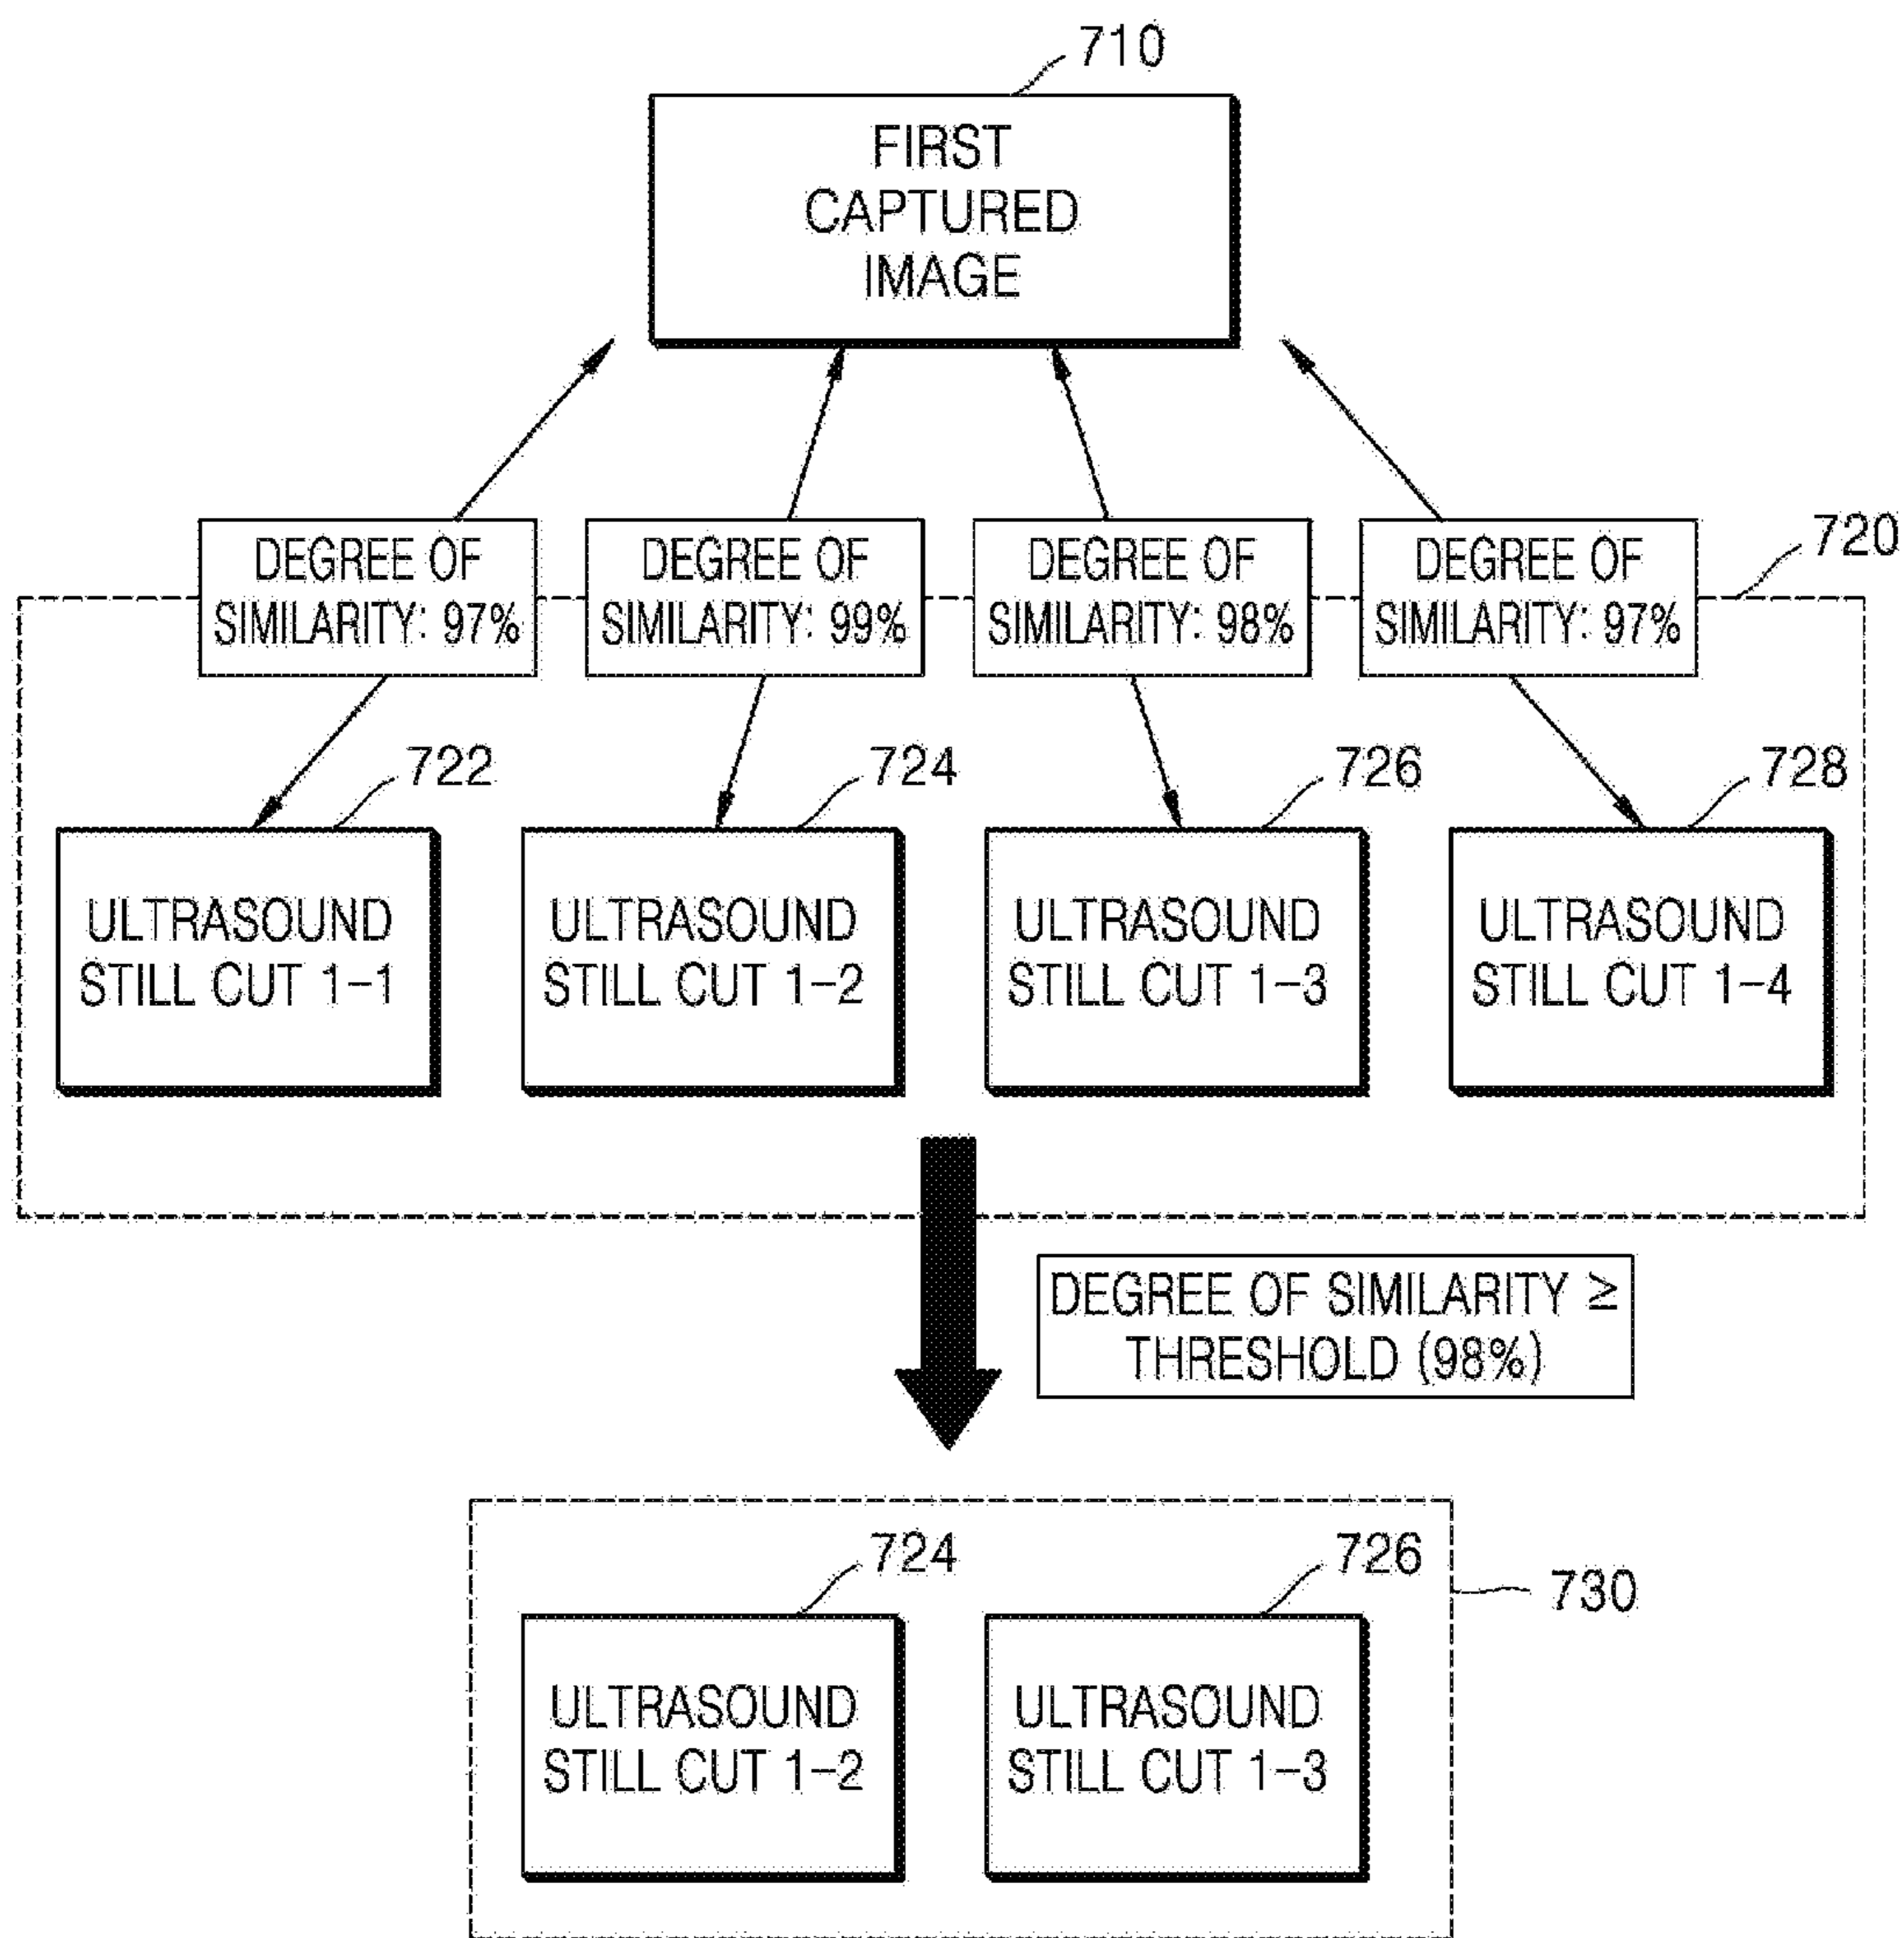 710
FIRST
CAPTURED
IMAGE
DEGREE OF
SIMILARITY: 97%
DEGREE OF
SIMILARITY: 99%
DEGREE OF
SIMILARITY: 98%
DEGREE OF
SIMILARITY: 97%
720
722
724
726
728
ULTRASOUND
STILL CUT 1-1
ULTRASOUND
STILL CUT 1-2
ULTRASOUND
STILL CUT 1-3
ULTRASOUND
STILL CUT 1-4
DEGREE OF SIMILARITY ≥
THRESHOLD (98%)
724
726
730
ULTRASOUND
STILL CUT 1-2
ULTRASOUND
STILL CUT 1-3